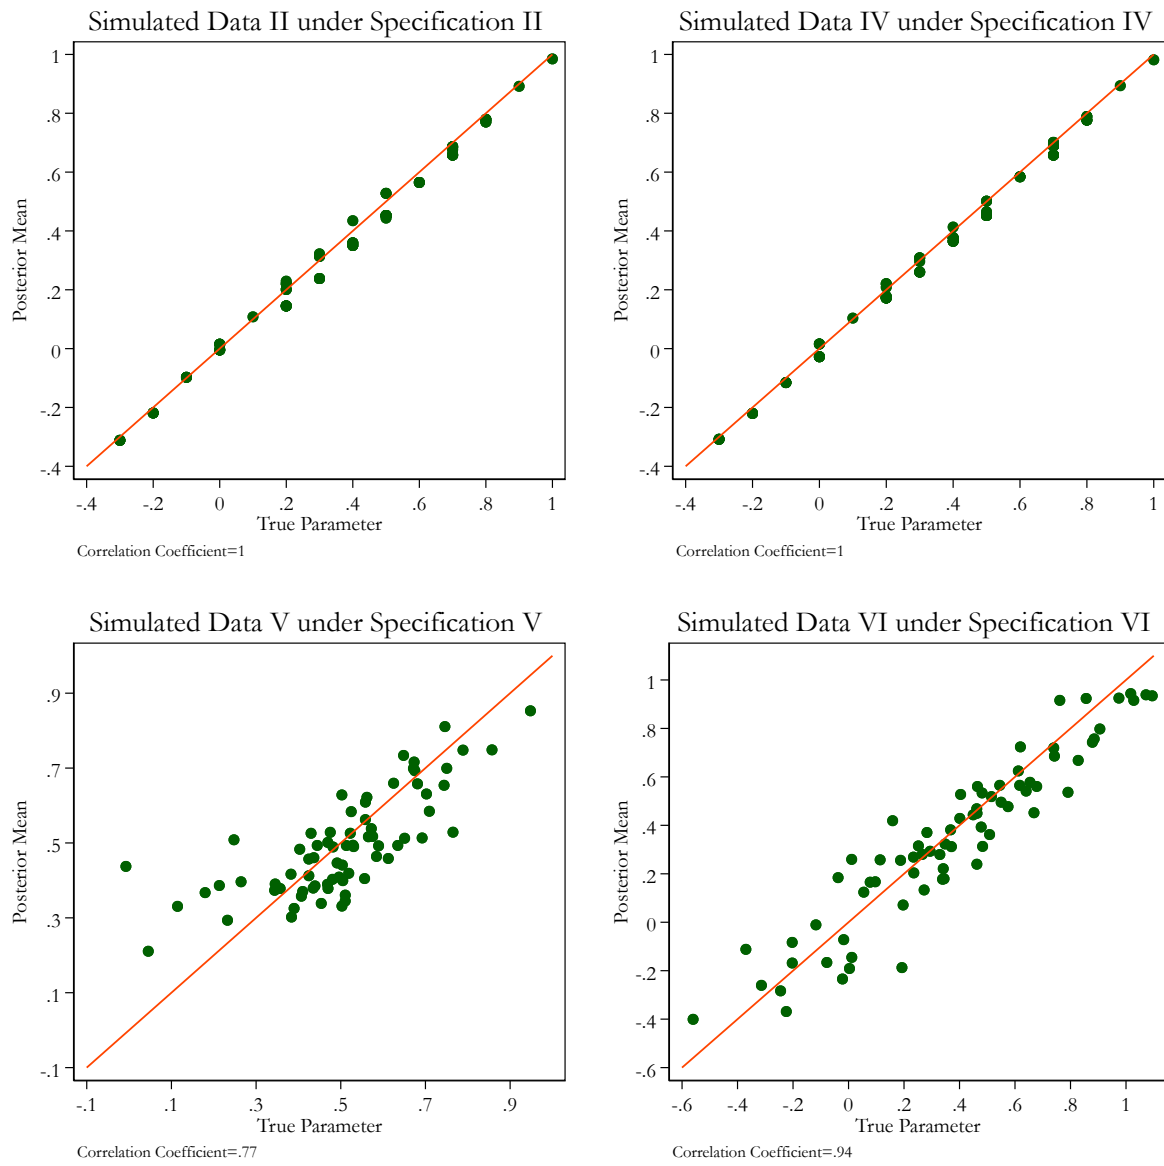 Simulated Data II under Specification II
Posterior Mean
1
.8
.6
.4
.2
0
-.2
-.4
-.4 -.2 0 .2 .4 .6 .8 1
True Parameter
Correlation Coefficient=1
Simulated Data IV under Specification IV
Posterior Mean
1
.8
.6
.4
.2
0
-.2
-.4
-.4 -.2 0 .2 .4 .6 .8 1
True Parameter
Correlation Coefficient=1
Simulated Data V under Specification V
Posterior Mean
.9
.7
.5
.3
.1
-.1
-.1 .1 .3 .5 .7 .9
True Parameter
Correlation Coefficient=.77
Simulated Data VI under Specification VI
Posterior Mean
1
.8
.6
.4
.2
0
-.2
-.4
-.6
-.6 -.4 -.2 0 .2 .4 .6 .8 1
True Parameter
Correlation Coefficient=.94